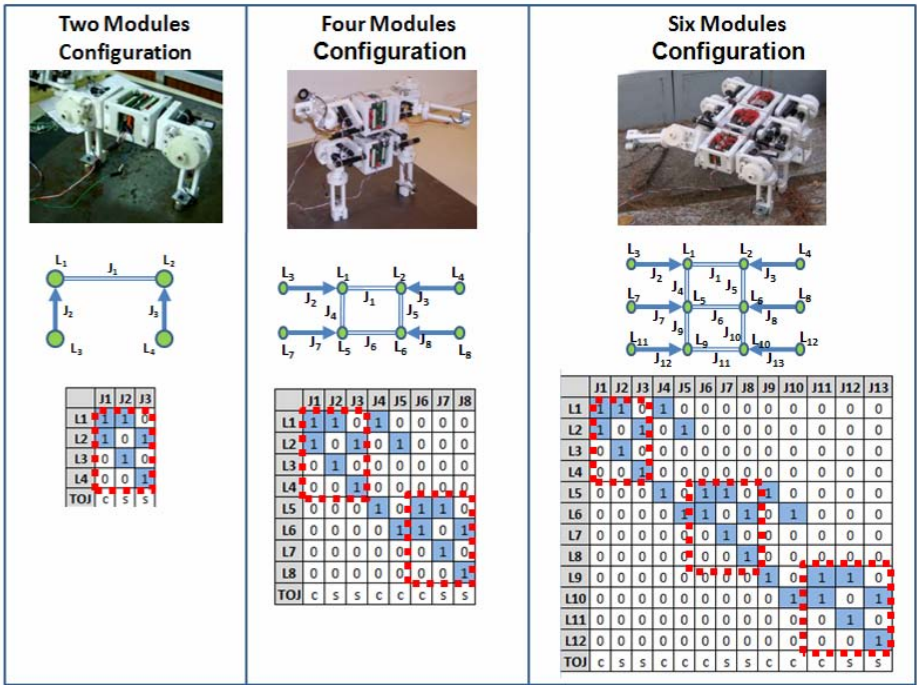 Two Modules
Configuration
L1 J1 L2
J2 J3
L3 L4
J1 J2 J3
L1 1 1 0
L2 1 0 1
L3 0 1 0
L4 0 0 1
TOJ c s s
Four Modules
Configuration
L3 L1 L2 L4
J2 J1 J3
J4 J5
J7 J6 J8
L7 L5 L6 L8
J1 J2 J3 J4 J5 J6 J7 J8
L1 1 1 0 1 0 0 0 0
L2 1 0 1 0 1 0 0 0
L3 0 1 0 0 0 0 0 0
L4 0 0 1 0 0 0 0 0
L5 0 0 0 1 0 1 1 0
L6 0 0 0 0 1 1 0 1
L7 0 0 0 0 0 0 1 0
L8 0 0 0 0 0 0 0 1
TOJ c s s c c c s s
Six Modules
Configuration
L3 L1 L2 L4
J2 J1 J3
J4 J5
L7 L5 L6 L8
J7 J6 J8
J9 J10
L11 L9 L10 L12
J12 J11 J13
J1 J2 J3 J4 J5 J6 J7 J8 J9 J10 J11 J12 J13
L1 1 1 0 1 0 0 0 0 0 0 0 0 0
L2 1 0 1 0 1 0 0 0 0 0 0 0 0
L3 0 1 0 0 0 0 0 0 0 0 0 0 0
L4 0 0 1 0 0 0 0 0 0 0 0 0 0
L5 0 0 0 1 0 1 1 0 1 0 0 0 0
L6 0 0 0 0 1 1 0 1 0 1 0 0 0
L7 0 0 0 0 0 0 1 0 0 0 0 0 0
L8 0 0 0 0 0 0 0 1 0 0 0 0 0
L9 0 0 0 0 0 0 0 0 1 0 1 1 0
L10 0 0 0 0 0 0 0 0 0 1 1 0 1
L11 0 0 0 0 0 0 0 0 0 0 0 1 0
L12 0 0 0 0 0 0 0 0 0 0 0 0 1
TOJ c s s c c c s s c c c s s